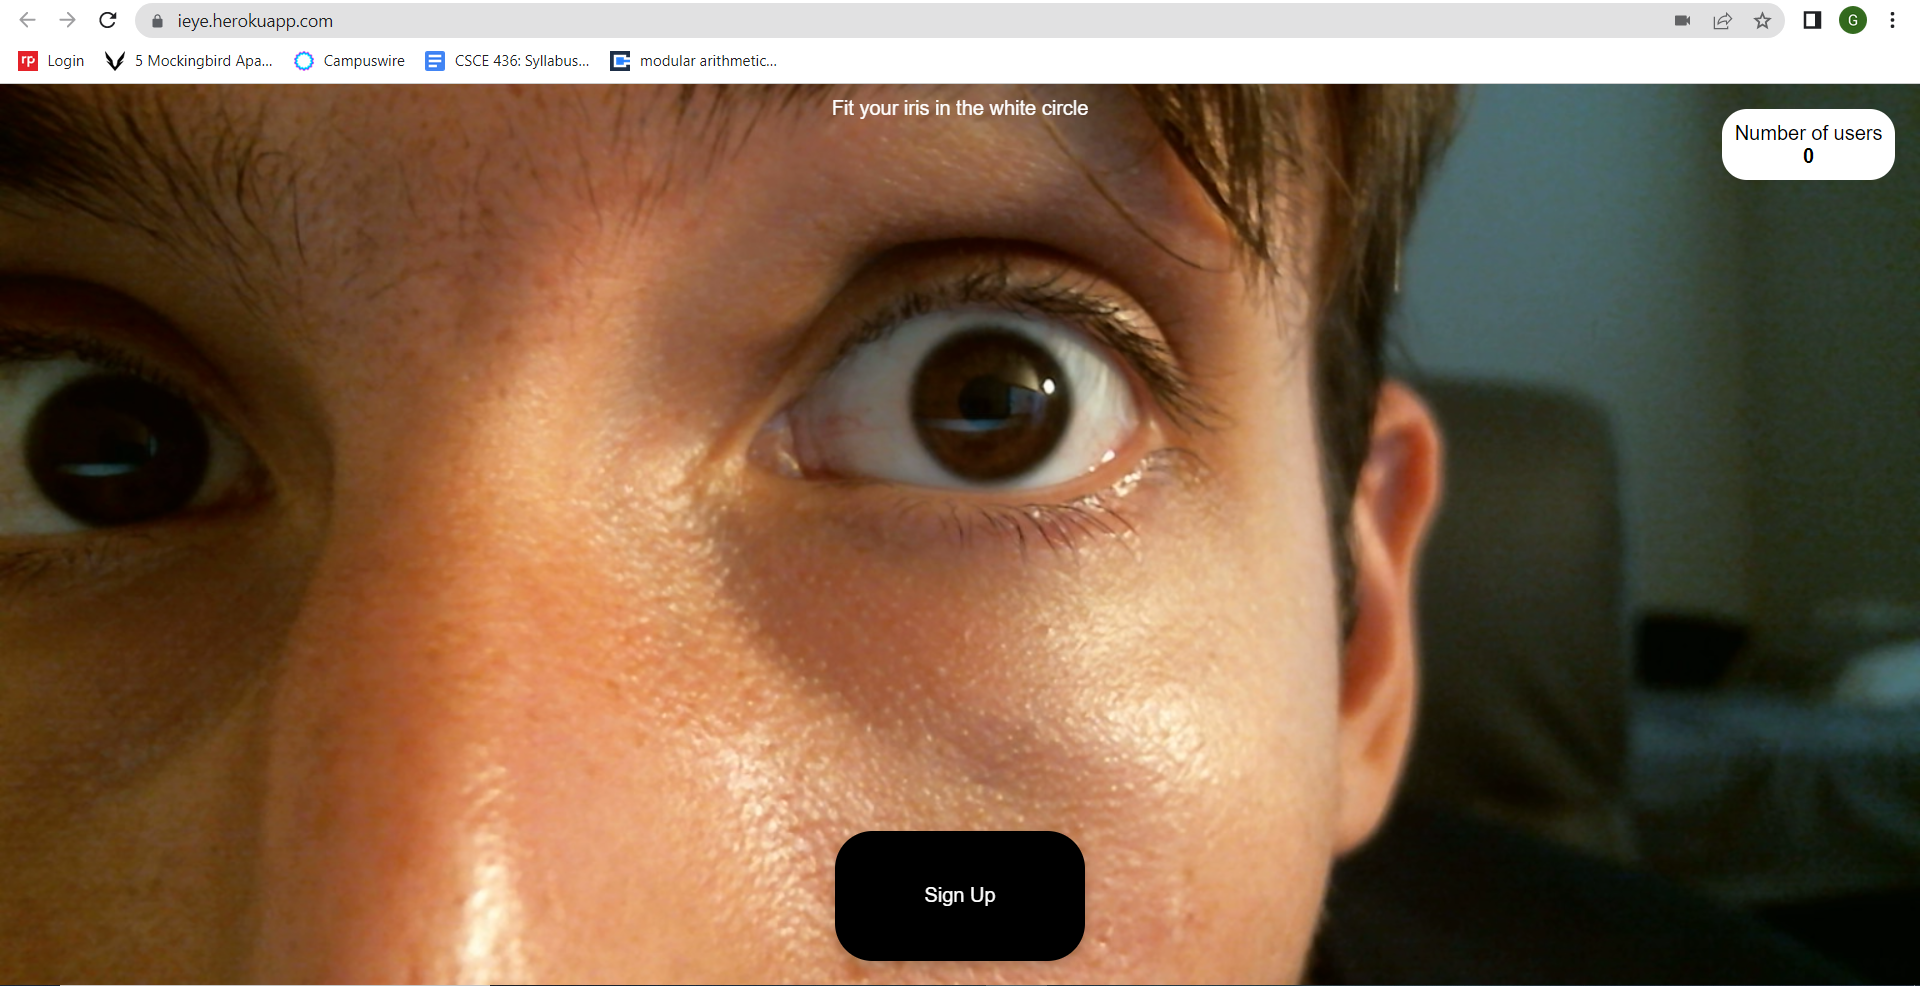 ieye.herokuapp.com
G
rp Login
5 Mockingbird Apa...
Campuswire
CSCE 436: Syllabus...
modular arithmetic...
Fit your iris in the white circle
Number of users
0
Sign Up